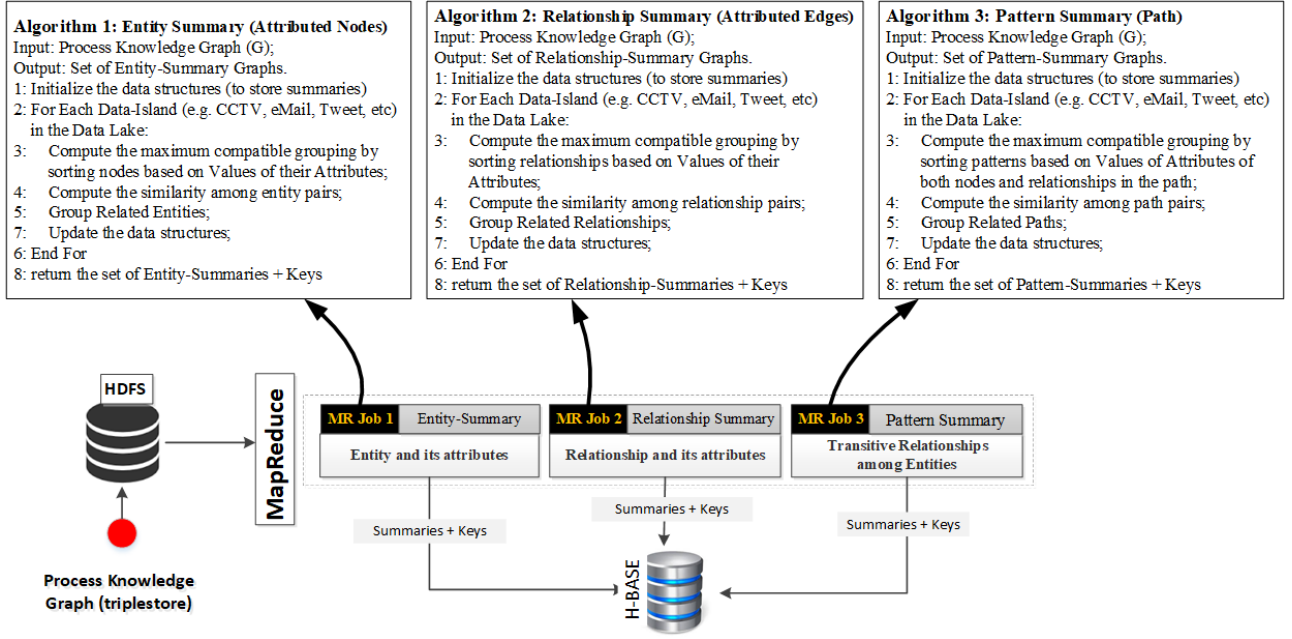 Algorithm 1: Entity Summary (Attributed Nodes)
Input: Process Knowledge Graph (G);
Output: Set of Entity-Summary Graphs.
1: Initialize the data structures (to store summaries)
2: For Each Data-Island (e.g. CCTV, eMail, Tweet, etc)
in the Data Lake:
3: Compute the maximum compatible grouping by
sorting nodes based on Values of their Attributes;
4: Compute the similarity among entity pairs;
5: Group Related Entities;
7: Update the data structures;
6: End For
8: return the set of Entity-Summaries + Keys
Algorithm 2: Relationship Summary (Attributed Edges)
Input: Process Knowledge Graph (G);
Output: Set of Relationship-Summary Graphs.
1: Initialize the data structures (to store summaries)
2: For Each Data-Island (e.g. CCTV, eMail, Tweet, etc)
in the Data Lake:
3: Compute the maximum compatible grouping by
sorting relationships based on Values of their
Attributes;
4: Compute the similarity among relationship pairs;
5: Group Related Relationships;
7: Update the data structures;
6: End For
8: return the set of Relationship-Summaries + Keys
Algorithm 3: Pattern Summary (Path)
Input: Process Knowledge Graph (G);
Output: Set of Pattern-Summary Graphs.
1: Initialize the data structures (to store summaries)
2: For Each Data-Island (e.g. CCTV, eMail, Tweet, etc)
in the Data Lake:
3: Compute the maximum compatible grouping by
sorting patterns based on Values of Attributes of
both nodes and relationships in the path;
4: Compute the similarity among path pairs;
5: Group Related Paths;
7: Update the data structures;
6: End For
8: return the set of Pattern-Summaries + Keys
HDFS
MapReduce
MR Job 1 Entity-Summary
Entity and its attributes
MR Job 2 Relationship Summary
Relationship and its attributes
MR Job 3 Pattern Summary
Transitive Relationships
among Entities
Summaries + Keys
Summaries + Keys
Summaries + Keys
H-BASE
Process Knowledge
Graph (triplestore)